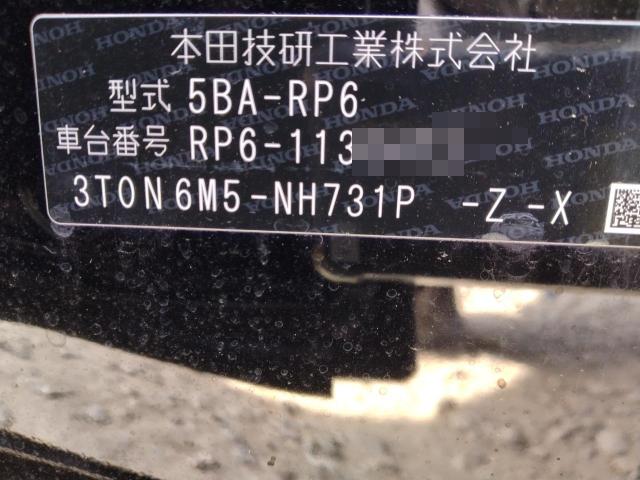 本田技研工業株式会社
型式 5BA-RP6
車台番号 RP6-113
3T0N6M5-NH731P -Z -X